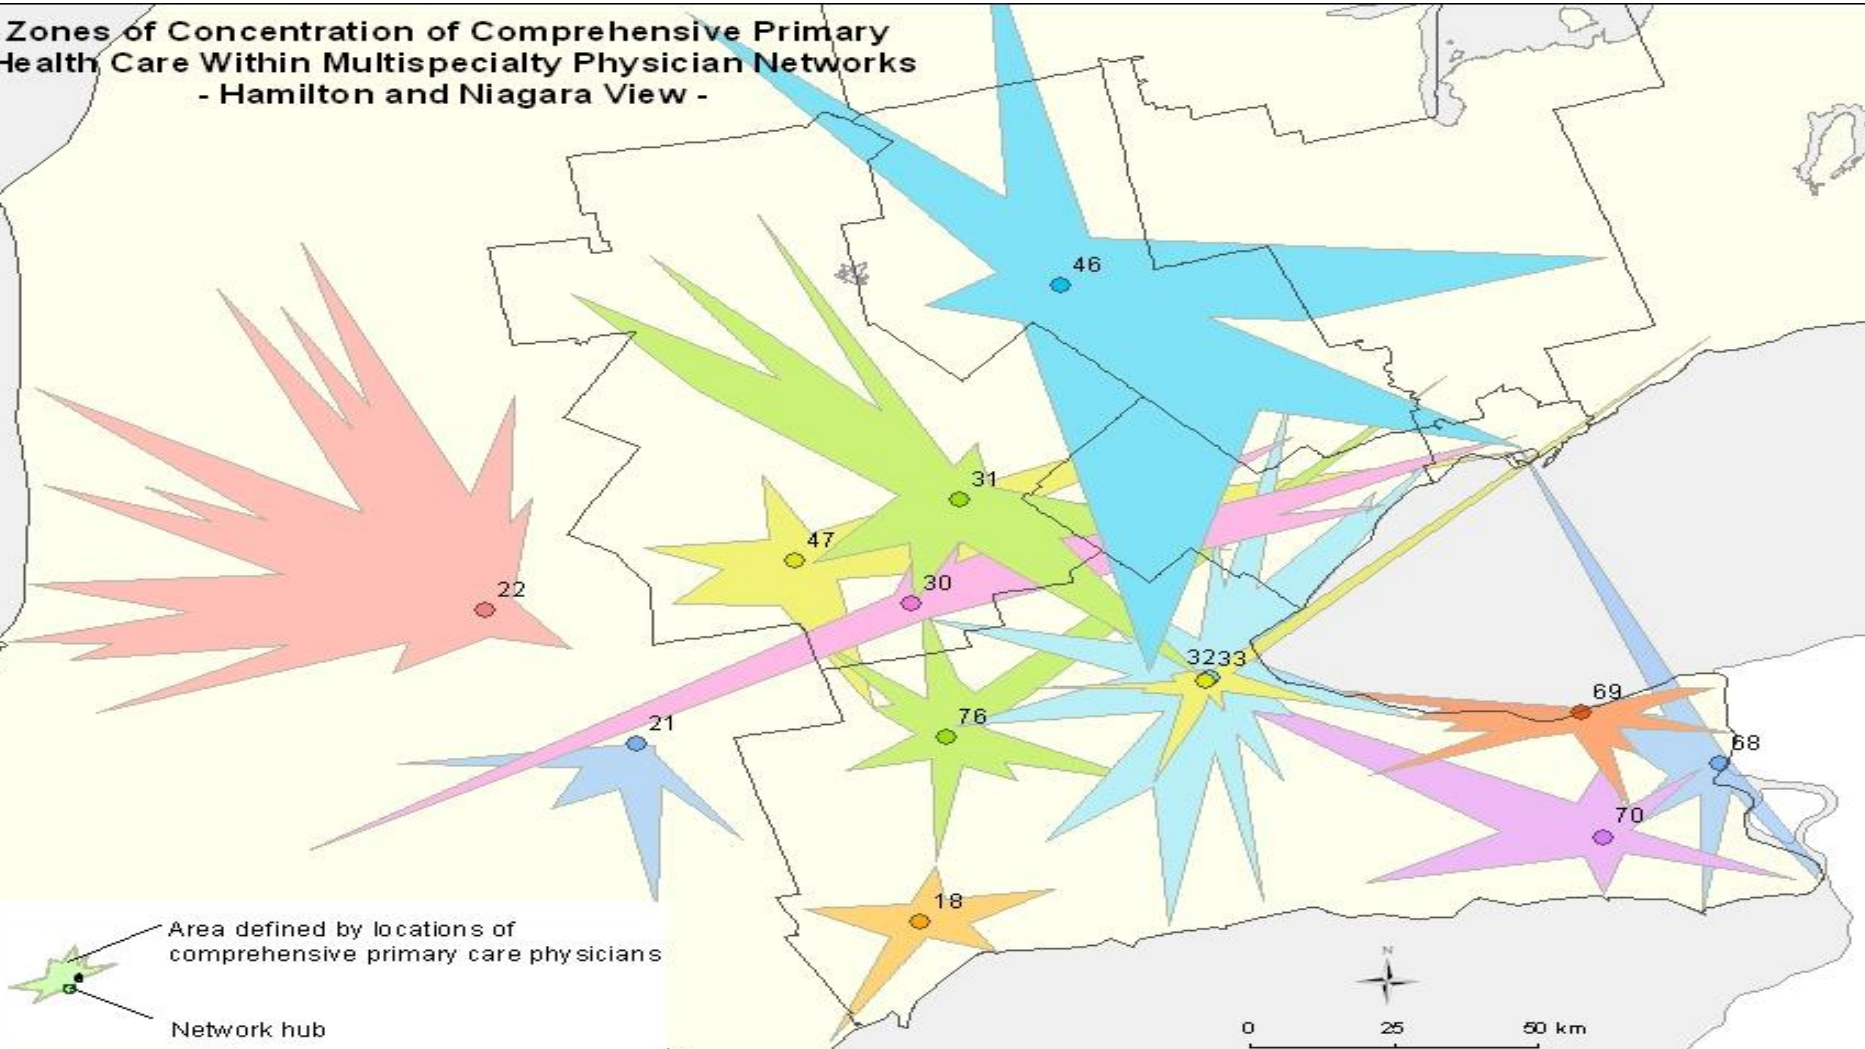 Zones of Concentration of Comprehensive Primary
Health Care Within Multispecialty Physician Networks
- Hamilton and Niagara View -
46
31
47
22
30
3233
69
21
76
68
70
18
Area defined by locations of
comprehensive primary care physicians
Network hub
N
0 25 50 km